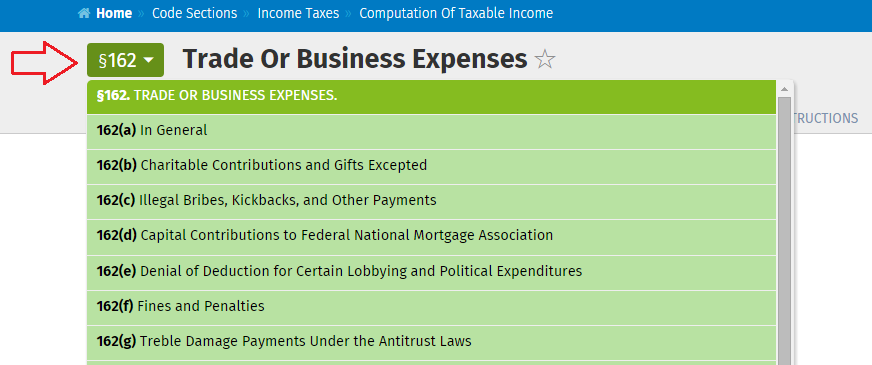 Home » Code Sections » Income Taxes » Computation Of Taxable Income
§162 Trade Or Business Expenses
§162. TRADE OR BUSINESS EXPENSES.
162(a) In General
TRUCTIONS
162(b) Charitable Contributions and Gifts Excepted
162(c) Illegal Bribes, Kickbacks, and Other Payments
162(d) Capital Contributions to Federal National Mortgage Association
162(e) Denial of Deduction for Certain Lobbying and Political Expenditures
162(f) Fines and Penalties
162(g) Treble Damage Payments Under the Antitrust Laws